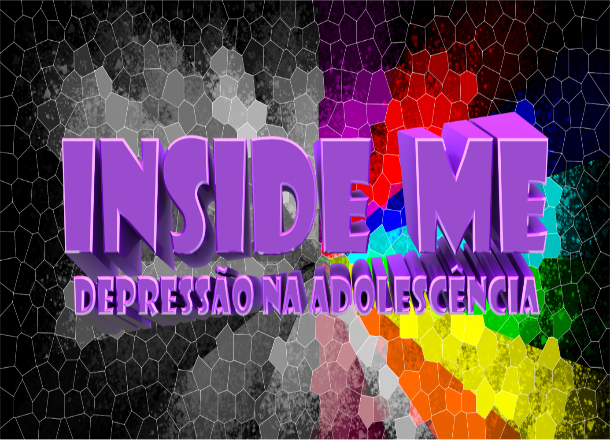 INSIDE ME
DEPRESSÃO NA ADOLESCÊNCIA